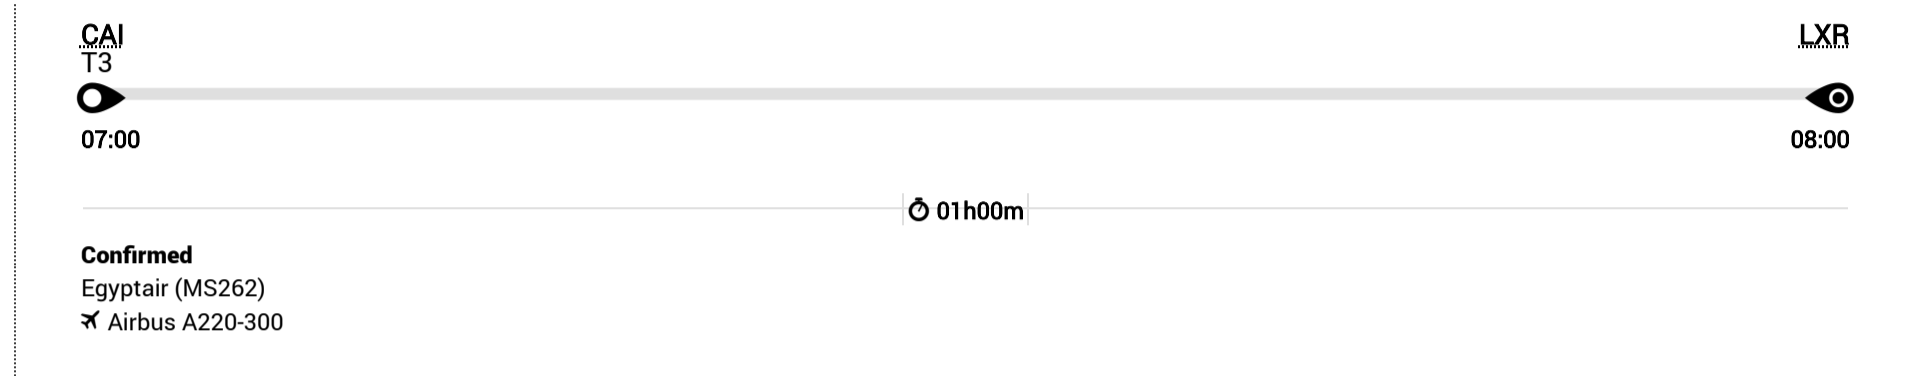 CAI
T3
LXR
07:00
08:00
01h00m
Confirmed
Egyptair (MS262)
Airbus A220-300